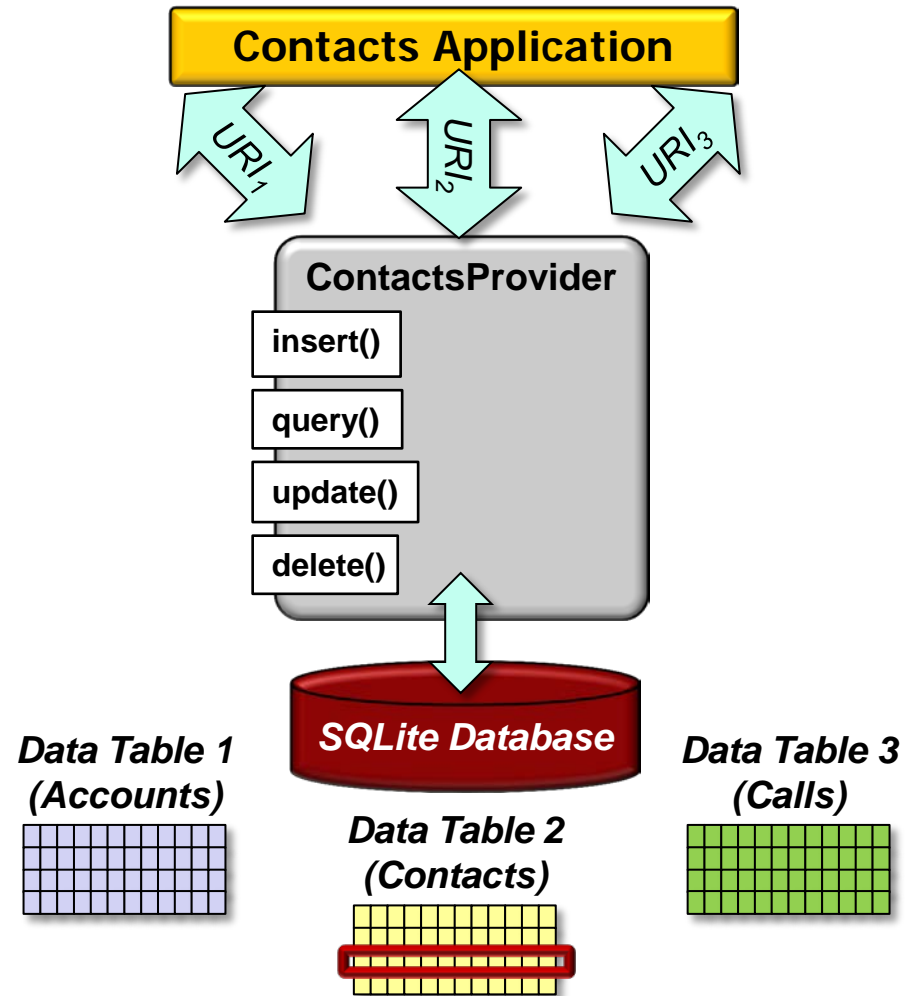 Contacts Application
URI1
URI2
URI3
ContactsProvider
insert()
query()
update()
delete()
SQLite Database
Data Table 1
(Accounts)
Data Table 2
(Contacts)
Data Table 3
(Calls)